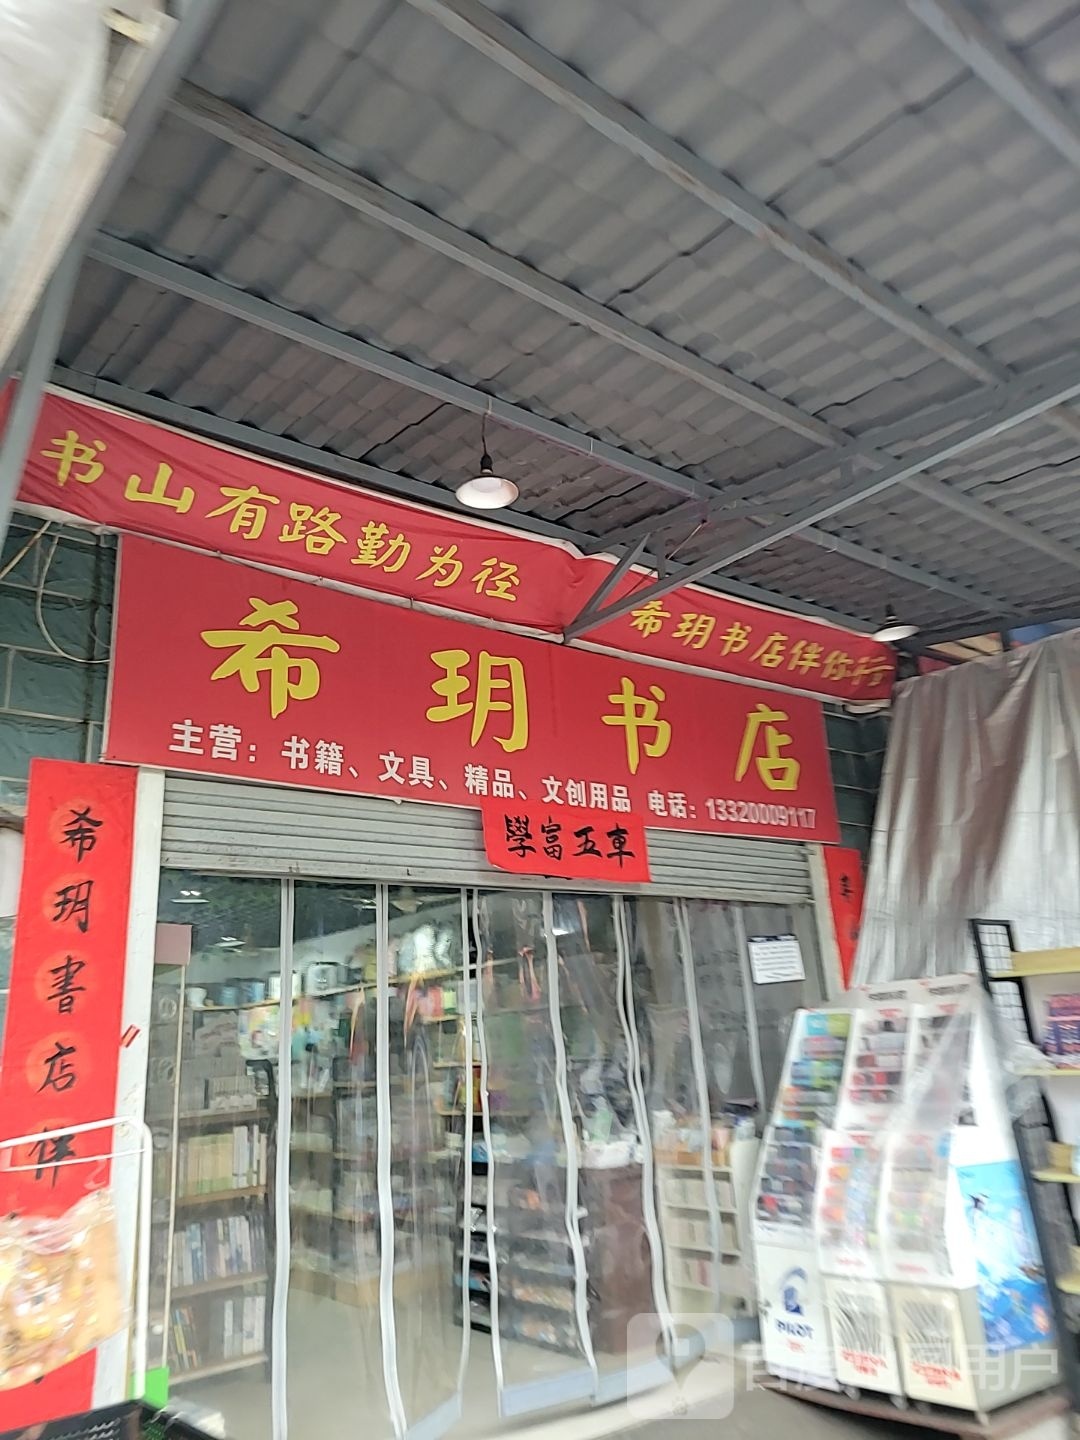 书山有路勤为径
希玥书店伴你行
希玥书店
主营：书籍、文具、精品、文创用品 电话：13320009117
學富五車
希玥書店伴
PILOT